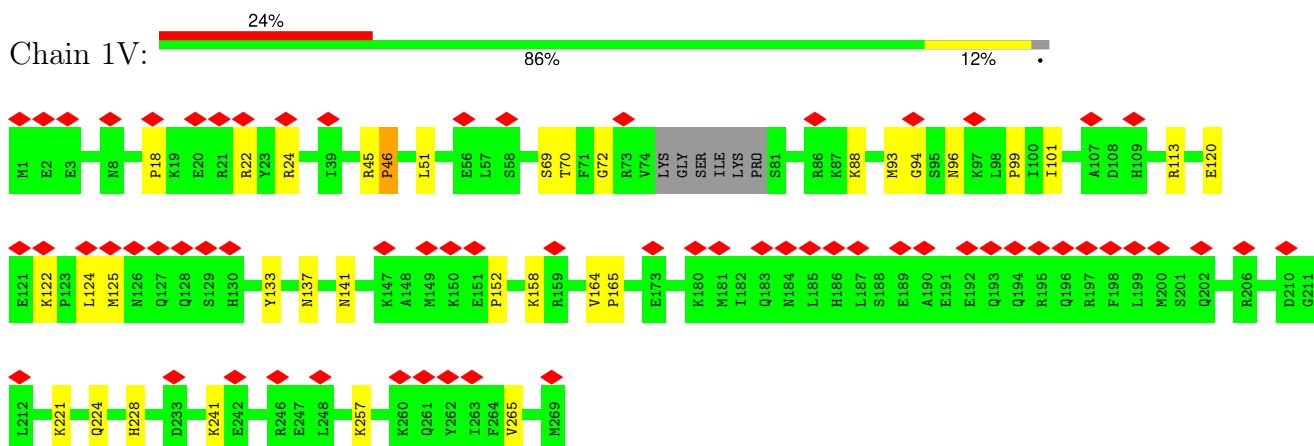 24%
Chain 1V:
86% 12% •
M1 E2 E3 N8 P18 K19 E20 R21 R22 Y23 R24 I39 R45 P46 L51 E56 L57 S58 S69 T70 F71 G72 R73 V74 LYS GLY SER ILE LYS PRO S81 R86 K87 K88 M93 G94 S95 N96 K97 L98 P99 I100 I101 A107 D108 H109 R113 E120
E121 K122 P123 L124 M125 N126 Q127 Q128 S129 H130 Y133 N137 N141 K147 A148 M149 K150 E151 P152 K158 R159 V164 P165 E173 K180 M181 I182 Q183 N184 L185 H186 L187 S188 E189 A190 E191 E192 Q193 Q194 R195 Q196 R197 F198 L199 M200 S201 Q202 R206 D210 G211
L212 K221 Q224 H228 D233 K241 E242 R246 E247 L248 K257 K260 Q261 Y262 I263 F264 V265 M269